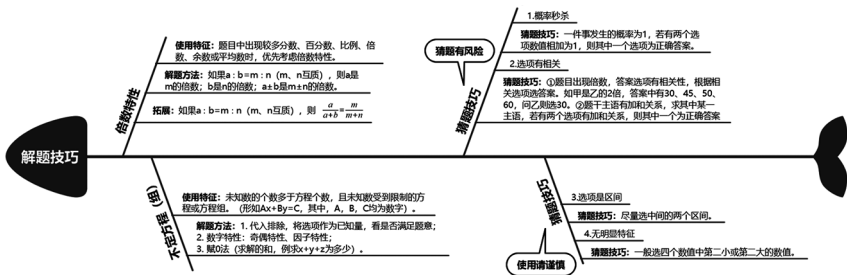 解题技巧
倍数特性
使用特征：题目中出现较多分数、百分数、比例、倍
数、余数或平均数时，优先考虑倍数特性。
解题方法：如果a : b=m : n（m、n互质），则a是
m的倍数；b是n的倍数；a±b是m±n的倍数。
拓展：如果a : b=m : n（m、n互质），则 a/(a+b)=m/(m+n)
猜题有风险
猜题技巧
1.概率秒杀
猜题技巧：一件事发生的概率为1，若有两个选
项数值相加为1，则其中一个选项为正确答案。
2.选项有相关
猜题技巧：①题目出现倍数，答案选项有相关性，根据相
关选项选答案。如甲是乙的2倍，答案中有30、45、50、
60，问乙则选30。②题干主语有加和关系，求其中某一
主语，若有两个选项有加和关系，则其中一个为正确答案
不定方程（组）
使用特征：未知数的个数多于方程个数，且未知数受到限制的方
程或方程组。（形如Ax+By=C，其中，A，B，C均为数字）。
解题方法：1. 代入排除，将选项作为已知量，看是否满足题意；
2. 数字特性：奇偶特性、因子特性；
3. 赋0法（求解的和，例求x+y+z为多少）。
猜题技巧
使用请谨慎
3.选项是区间
猜题技巧：尽量选中间的两个区间。
4.无明显特征
猜题技巧：一般选四个数值中第二小或第二大的数值。